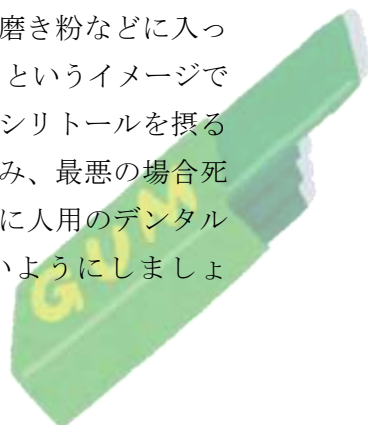 磨き粉などに入っ
というイメージで
シリトールを摂る
み、最悪の場合死
に人用のデンタル
いようにしましょ
GUM